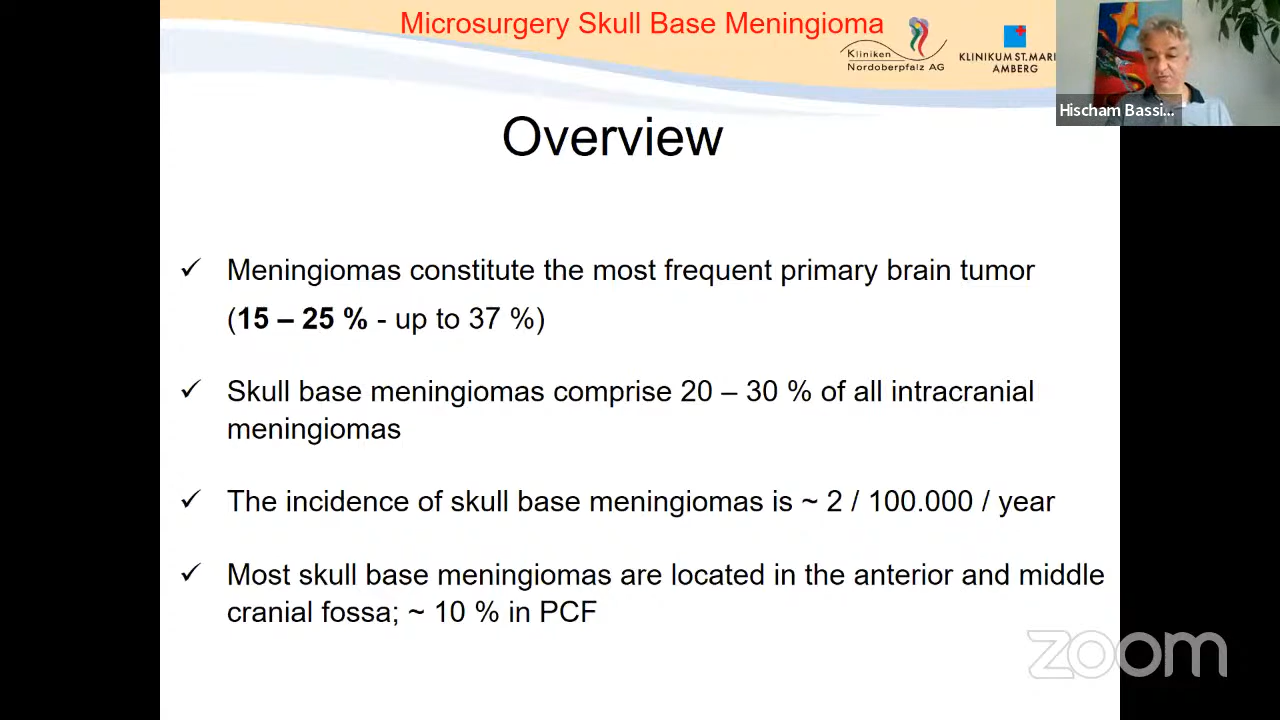 Microsurgery Skull Base Meningioma
Kliniken
Nordoberpfalz AG
KLINIKUM ST.MARI
AMBERG
Hischam Bassi...
Overview
✓ Meningiomas constitute the most frequent primary brain tumor
(15 – 25 % - up to 37 %)
✓ Skull base meningiomas comprise 20 – 30 % of all intracranial
meningiomas
✓ The incidence of skull base meningiomas is ~ 2 / 100.000 / year
✓ Most skull base meningiomas are located in the anterior and middle
cranial fossa; ~ 10 % in PCF
zoom